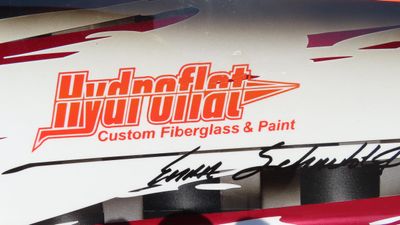 Hydroflat
Custom Fiberglass & Paint